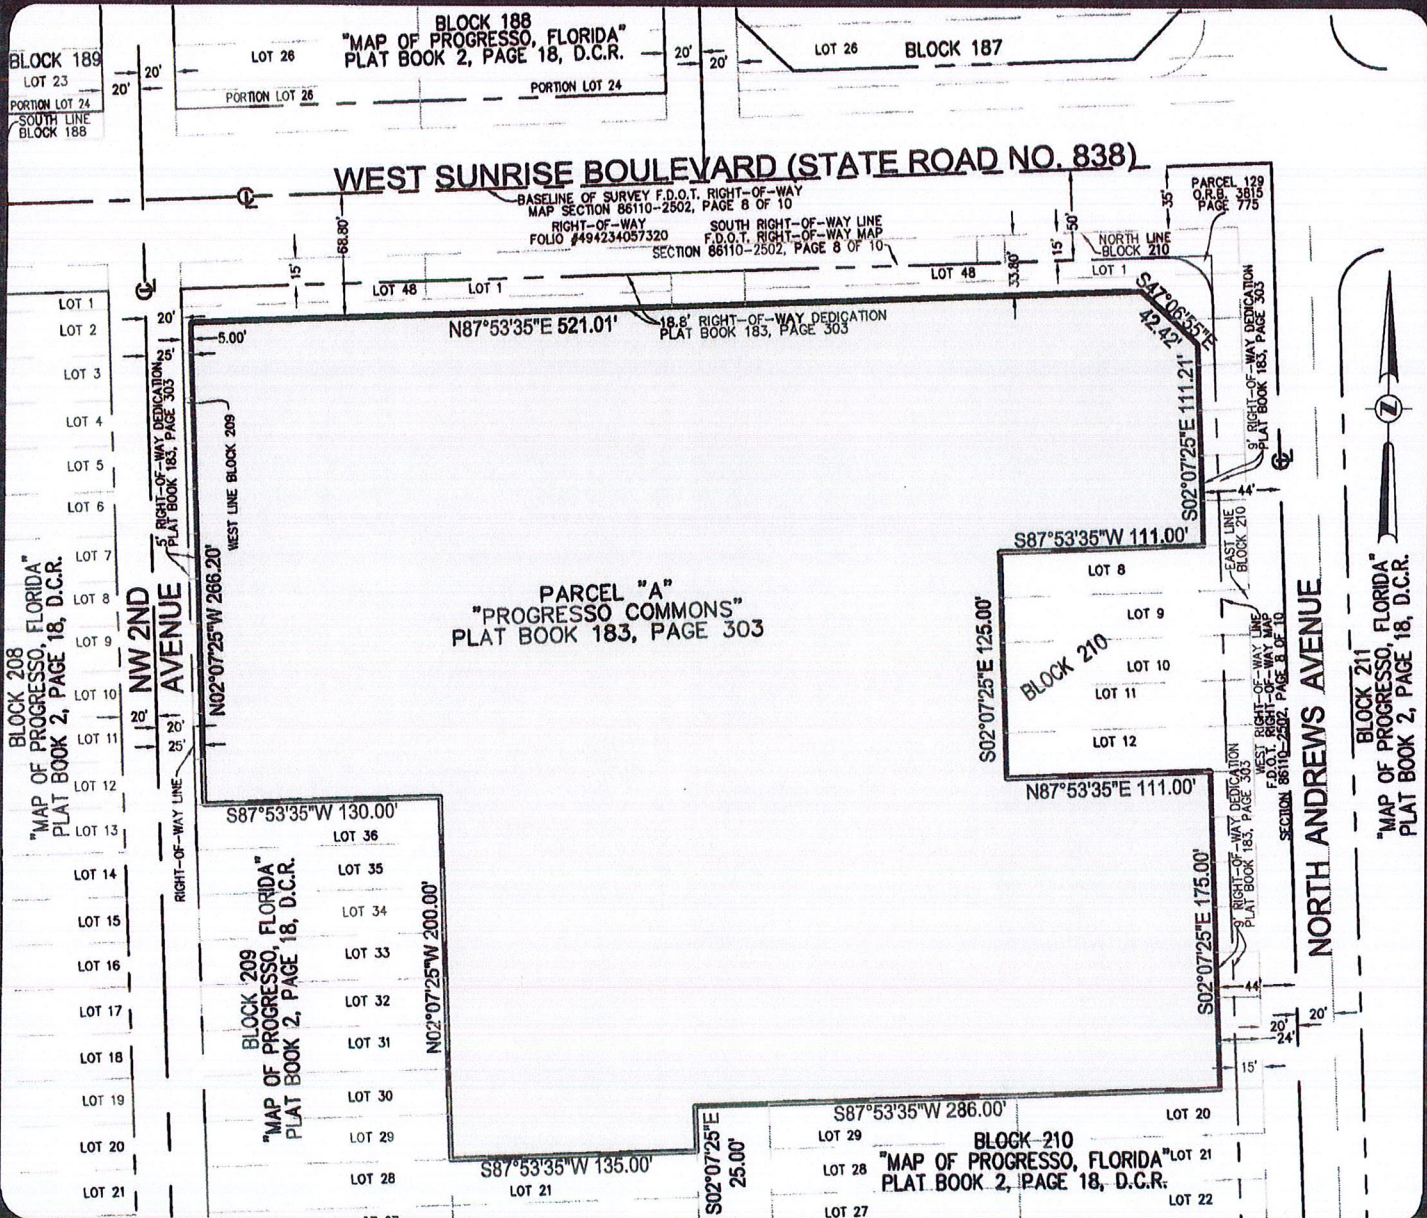 BLOCK 189
LOT 23
PORTION LOT 24
SOUTH LINE
BLOCK 188
20'
20'
LOT 26
PORTION LOT 26
BLOCK 188
"MAP OF PROGRESSO, FLORIDA"
PLAT BOOK 2, PAGE 18, D.C.R.
PORTION LOT 24
20'
20'
LOT 26
BLOCK 187
WEST SUNRISE BOULEVARD (STATE ROAD NO. 838)
BASELINE OF SURVEY F.D.O.T. RIGHT-OF-WAY
MAP SECTION 86110-2502, PAGE 8 OF 10
RIGHT-OF-WAY
FOLIO #494234057320
SOUTH RIGHT-OF-WAY LINE
F.D.O.T. RIGHT-OF-WAY MAP
SECTION 86110-2502, PAGE 8 OF 10
68.80'
15'
33.80'
15'
50'
35'
PARCEL 129
O.R.B. 3815
PAGE 775
NORTH LINE
BLOCK 210
LOT 1
LOT 48
LOT 1
LOT 48
18.8' RIGHT-OF-WAY DEDICATION
PLAT BOOK 183, PAGE 303
N87°53'35"E 521.01'
S47°06'55"E
42.42'
9' RIGHT-OF-WAY DEDICATION
PLAT BOOK 183, PAGE 303
S02°07'25"E 111.21'
44'
20'
5.00'
25'
5' RIGHT-OF-WAY DEDICATION
PLAT BOOK 183, PAGE 303
WEST LINE BLOCK 209
LOT 1
LOT 2
LOT 3
LOT 4
LOT 5
LOT 6
LOT 7
LOT 8
LOT 9
LOT 10
LOT 11
LOT 12
LOT 13
LOT 14
LOT 15
LOT 16
LOT 17
LOT 18
LOT 19
LOT 20
LOT 21
BLOCK 208
"MAP OF PROGRESSO, FLORIDA"
PLAT BOOK 2, PAGE 18, D.C.R.
NW 2ND
AVENUE
N02°07'25"W 266.20'
20'
20'
25'
RIGHT-OF-WAY LINE
PARCEL "A"
"PROGRESSO COMMONS"
PLAT BOOK 183, PAGE 303
S87°53'35"W 111.00'
S02°07'25"E 125.00'
LOT 8
LOT 9
LOT 10
LOT 11
LOT 12
BLOCK 210
N87°53'35"E 111.00'
EAST LINE
BLOCK 210
WEST RIGHT-OF-WAY LINE
F.D.O.T. RIGHT-OF-WAY MAP
SECTION 86110-2502, PAGE 8 OF 10
9' RIGHT-OF-WAY DEDICATION
PLAT BOOK 183, PAGE 303
NORTH ANDREWS AVENUE
Z
BLOCK 211
"MAP OF PROGRESSO, FLORIDA"
PLAT BOOK 2, PAGE 18, D.C.R.
S87°53'35"W 130.00'
LOT 36
LOT 35
LOT 34
LOT 33
LOT 32
LOT 31
LOT 30
LOT 29
LOT 28
BLOCK 209
"MAP OF PROGRESSO, FLORIDA"
PLAT BOOK 2, PAGE 18, D.C.R.
N02°07'25"W 200.00'
S02°07'25"E 175.00'
44'
20'
20'
24'
15'
S87°53'35"W 286.00'
S87°53'35"W 135.00'
LOT 21
S02°07'25"E
25.00'
LOT 29
LOT 28
LOT 27
BLOCK 210
"MAP OF PROGRESSO, FLORIDA"
PLAT BOOK 2, PAGE 18, D.C.R.
LOT 20
LOT 21
LOT 22